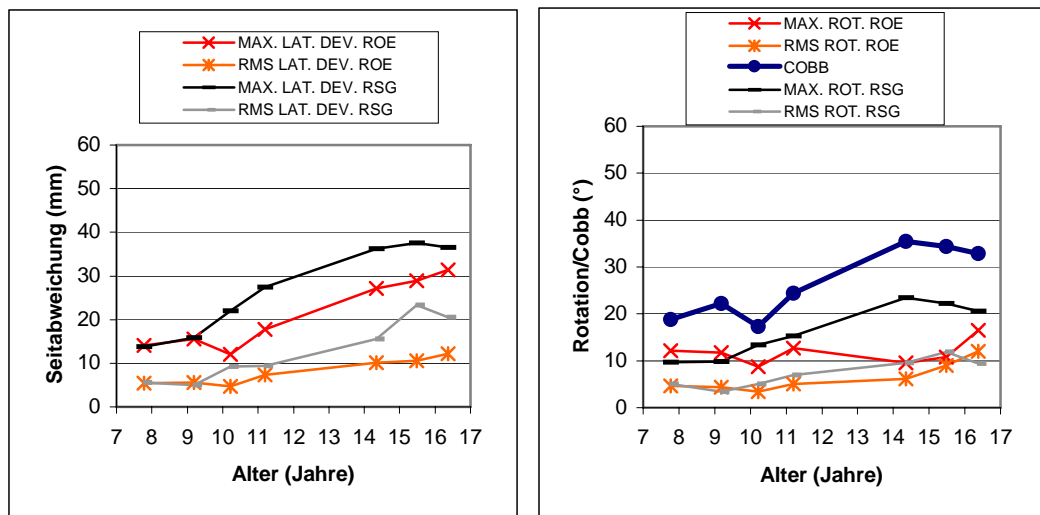 MAX. LAT. DEV. ROE
RMS LAT. DEV. ROE
MAX. LAT. DEV. RSG
RMS LAT. DEV. RSG
60
50
40
30
20
10
0
Seitabweichung (mm)
7 8 9 10 11 12 13 14 15 16 17
Alter (Jahre)
MAX. ROT. ROE
RMS ROT. ROE
COBB
MAX. ROT. RSG
RMS ROT. RSG
60
50
40
30
20
10
0
Rotation/Cobb (°)
7 8 9 10 11 12 13 14 15 16 17
Alter (Jahre)